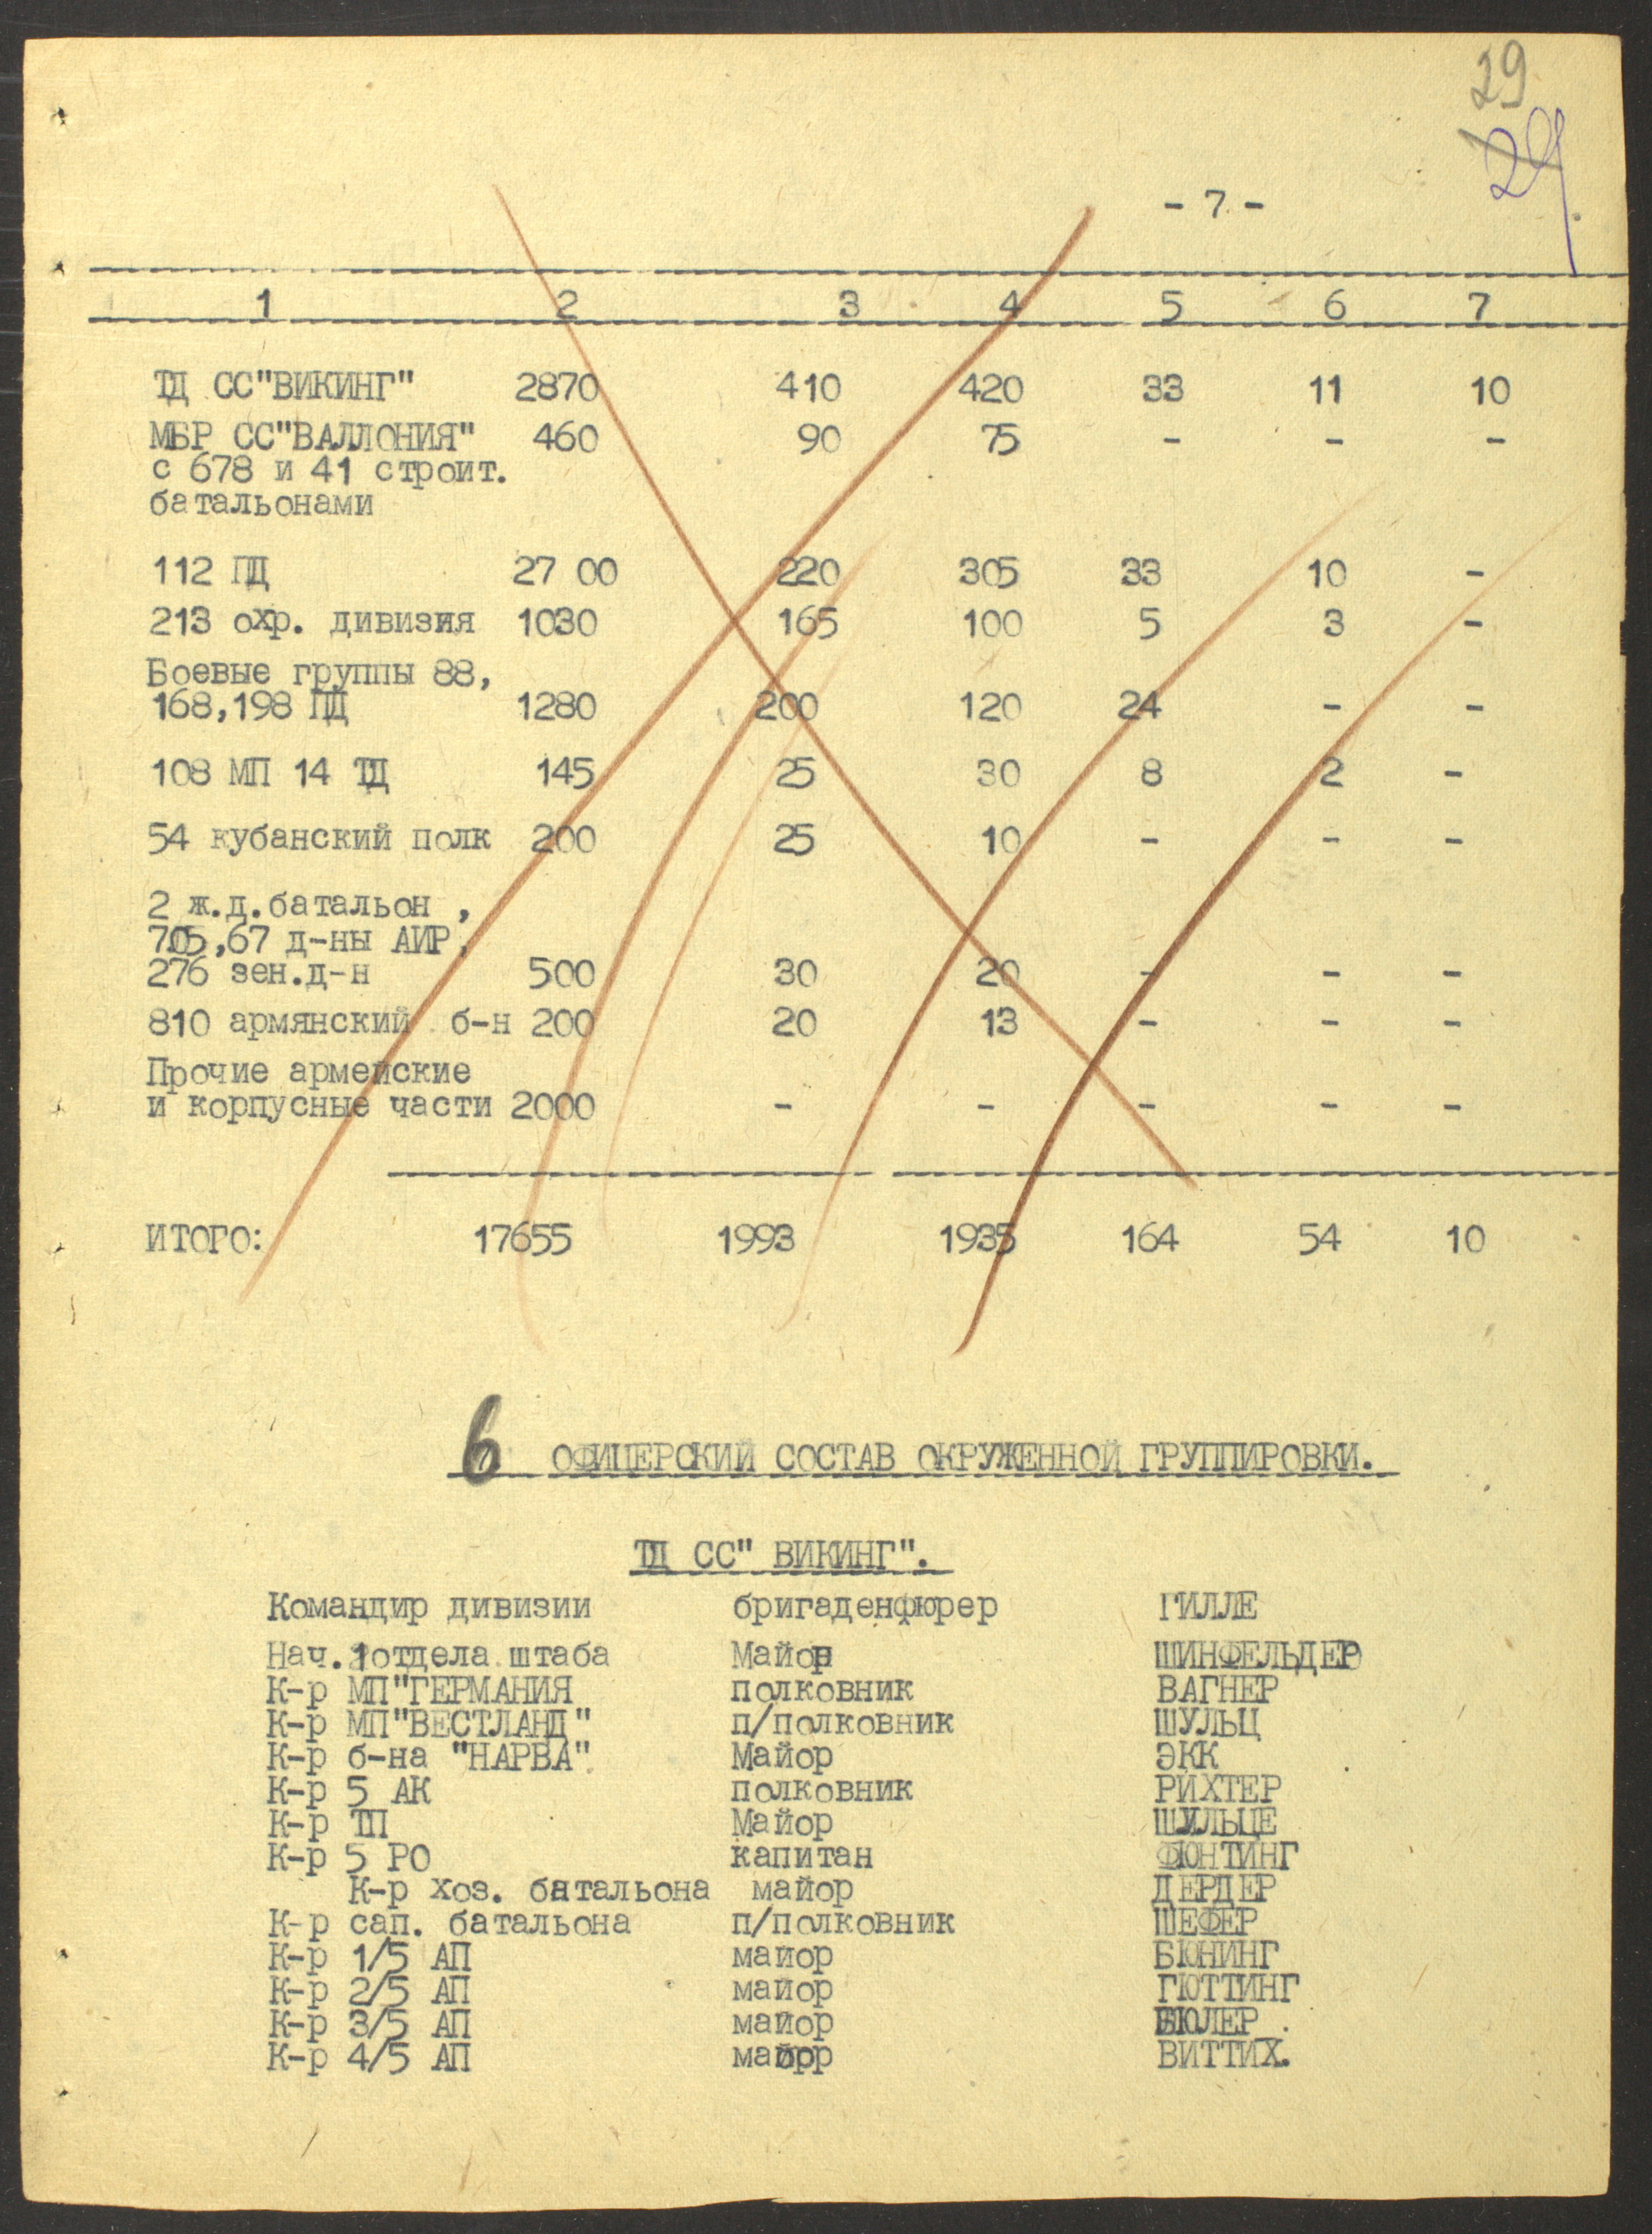 29
29
- 7 -
1 2 3 4 5 6 7
ТД СС"ВИКИНГ" 2870 410 420 33 11 10
МБР СС"ВАЛЛОНИЯ" 460 90 75 - - -
с 678 и 41 строит.
батальонами
112 ПД 27 00 220 305 33 10 -
213 охр. дивизия 1030 165 100 5 3 -
Боевые группы 88,
168,198 ПД 1280 200 120 24 - -
108 МП 14 ТД 145 25 30 8 2 -
54 кубанский полк 200 25 10 - - -
2 ж.д.батальон ,
705,67 д-ны АИР,
276 зен.д-н 500 30 20 - - -
810 армянский б-н 200 20 13 - - -
Прочие армейские
и корпусные части 2000 - - - - -
ИТОГО: 17655 1993 1935 164 54 10
6 ОФИЦЕРСКИЙ СОСТАВ ОКРУЖЕННОЙ ГРУППИРОВКИ.
ТД СС" ВИКИНГ".
Командир дивизии бригаденфюрер ГИЛЛЕ
Нач.1отдела штаба Майор ШИНФЕЛЬДЕР
К-р МП"ГЕРМАНИЯ полковник ВАГНЕР
К-р МП"ВЕСТЛАНД" п/полковник ШУЛЬЦ
К-р б-на "НАРВА" Майор ЭКК
К-р 5 АК полковник РИХТЕР
К-р ТП Майор ШУЛЬЦЕ
К-р 5 РО капитан ФЮНТИНГ
К-р хоз. батальона майор ДЕРДЕР
К-р сап. батальона п/полковник ШЕФЕР
К-р 1/5 АП майор БЮНИНГ
К-р 2/5 АП майор ГЮТТИНГ
К-р 3/5 АП майор БЮЛЕР .
К-р 4/5 АП майор ВИТТИХ.